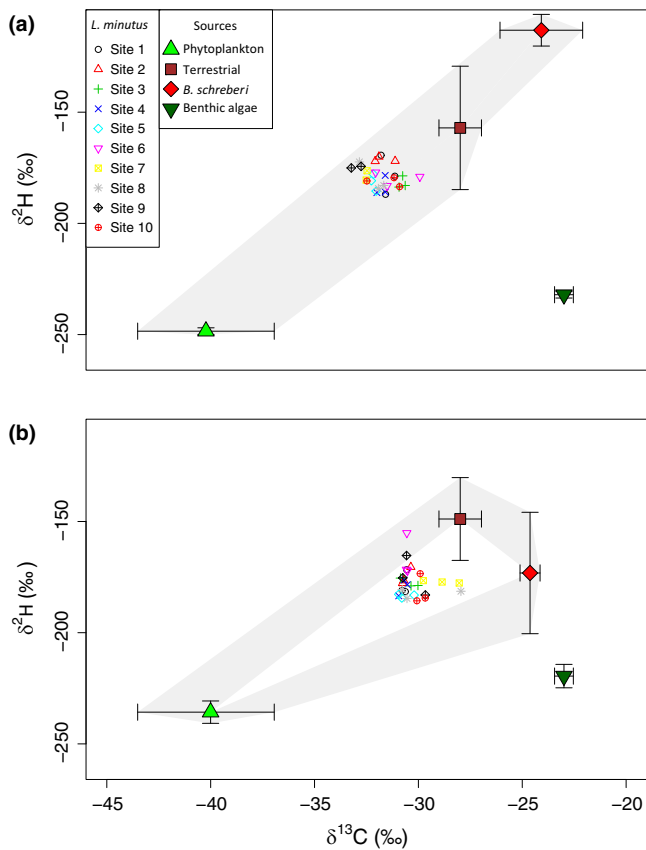 (a)
L. minutus
Site 1
Site 2
Site 3
Site 4
Site 5
Site 6
Site 7
Site 8
Site 9
Site 10
Sources
Phytoplankton
Terrestrial
B. schreberi
Benthic algae
−150
−200
−250
δ²H (‰)
(b)
−150
−200
−250
δ²H (‰)
−45 −40 −35 −30 −25 −20
δ¹³C (‰)